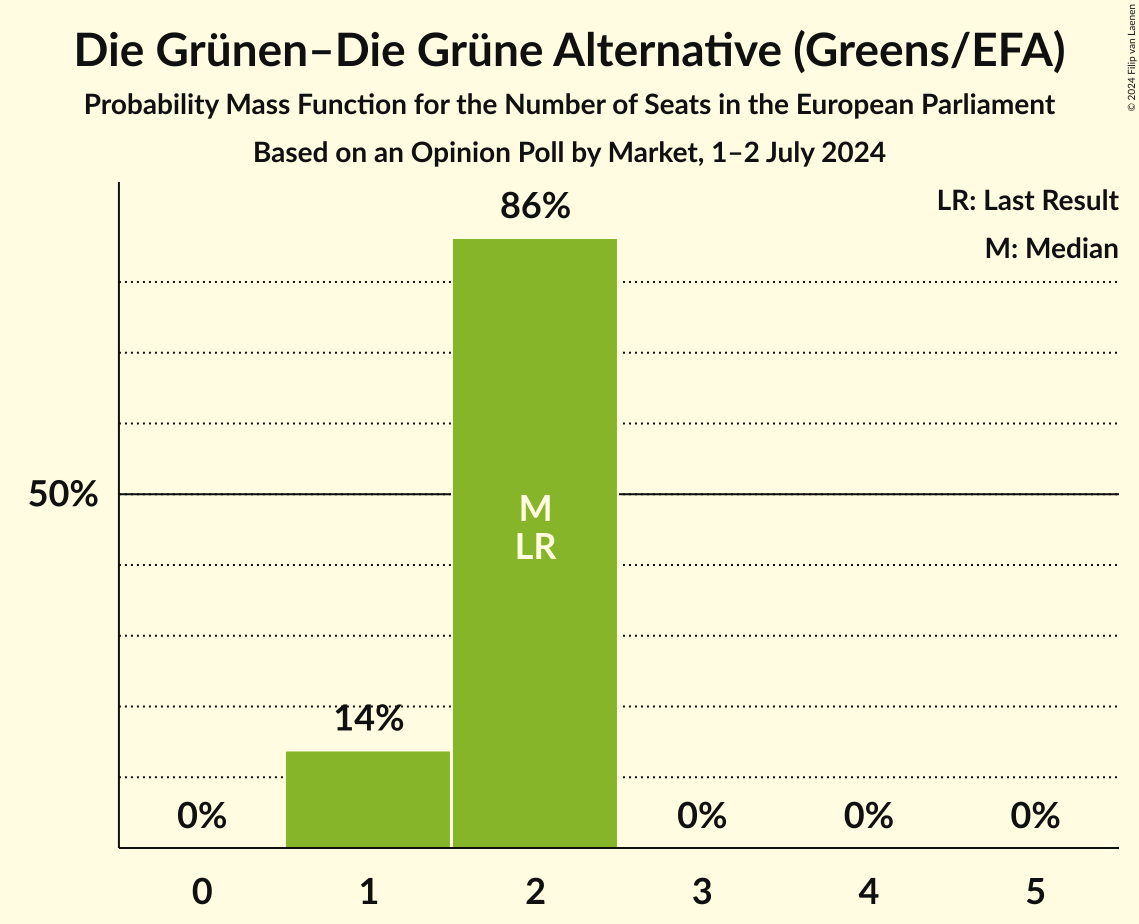 Die Grünen–Die Grüne Alternative (Greens/EFA)
Probability Mass Function for the Number of Seats in the European Parliament
Based on an Opinion Poll by Market, 1–2 July 2024
© 2024 Filip van Laenen
LR: Last Result
M: Median
86%
50%
M
LR
14%
0%
0%
0%
0%
0
1
2
3
4
5